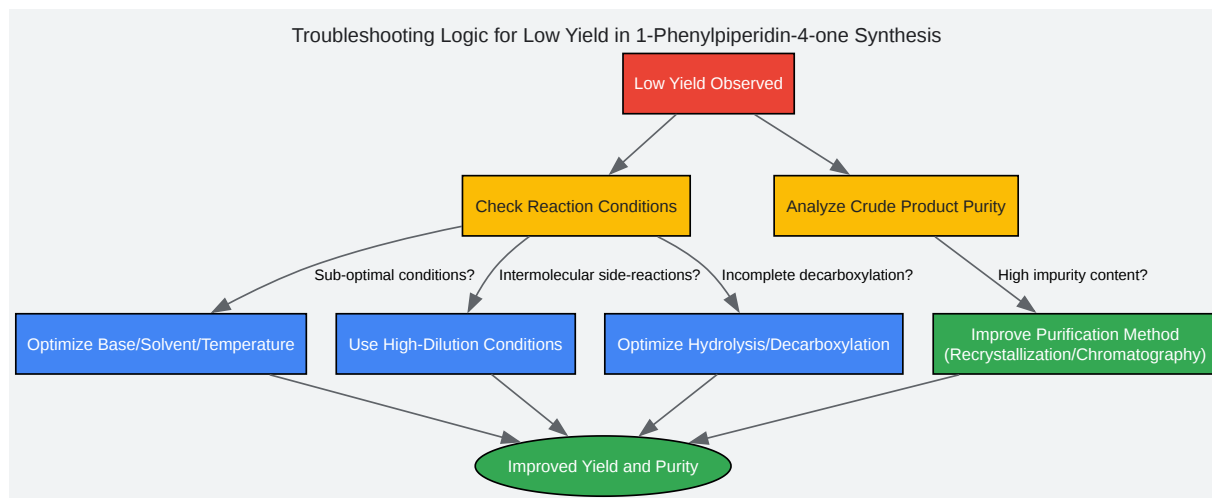 Troubleshooting Logic for Low Yield in 1-Phenylpiperidin-4-one Synthesis
Low Yield Observed
Check Reaction Conditions
Analyze Crude Product Purity
Sub-optimal conditions?
Intermolecular side-reactions?
Incomplete decarboxylation?
High impurity content?
Optimize Base/Solvent/Temperature
Use High-Dilution Conditions
Optimize Hydrolysis/Decarboxylation
Improve Purification Method
(Recrystallization/Chromatography)
Improved Yield and Purity